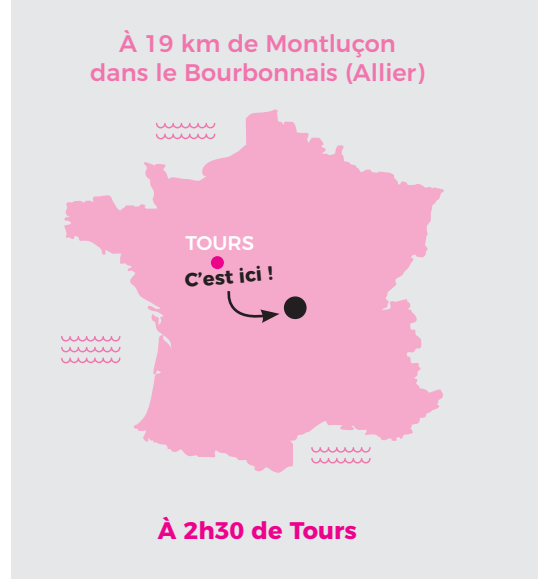 À 19 km de Montluçon
dans le Bourbonnais (Allier)
TOURS
C’est ici !
À 2h30 de Tours